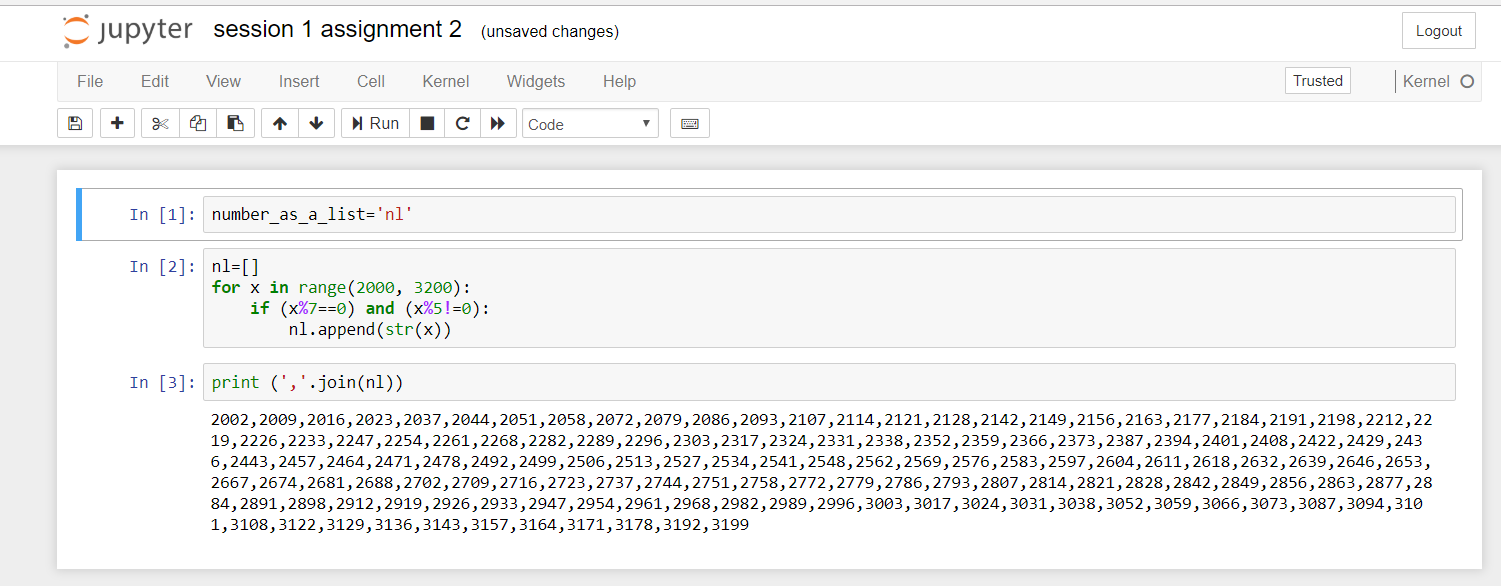 jupyter session 1 assignment 2 (unsaved changes) Logout
File Edit View Insert Cell Kernel Widgets Help Trusted Kernel
Run Code
In [1]: number_as_a_list='nl'
In [2]: nl=[]
for x in range(2000, 3200):
    if (x%7==0) and (x%5!=0):
        nl.append(str(x))
In [3]: print (','.join(nl))
2002,2009,2016,2023,2037,2044,2051,2058,2072,2079,2086,2093,2107,2114,2121,2128,2142,2149,2156,2163,2177,2184,2191,2198,2212,22
19,2226,2233,2247,2254,2261,2268,2282,2289,2296,2303,2317,2324,2331,2338,2352,2359,2366,2373,2387,2394,2401,2408,2422,2429,243
6,2443,2457,2464,2471,2478,2492,2499,2506,2513,2527,2534,2541,2548,2562,2569,2576,2583,2597,2604,2611,2618,2632,2639,2646,2653,
2667,2674,2681,2688,2702,2709,2716,2723,2737,2744,2751,2758,2772,2779,2786,2793,2807,2814,2821,2828,2842,2849,2856,2863,2877,28
84,2891,2898,2912,2919,2926,2933,2947,2954,2961,2968,2982,2989,2996,3003,3017,3024,3031,3038,3052,3059,3066,3073,3087,3094,310
1,3108,3122,3129,3136,3143,3157,3164,3171,3178,3192,3199